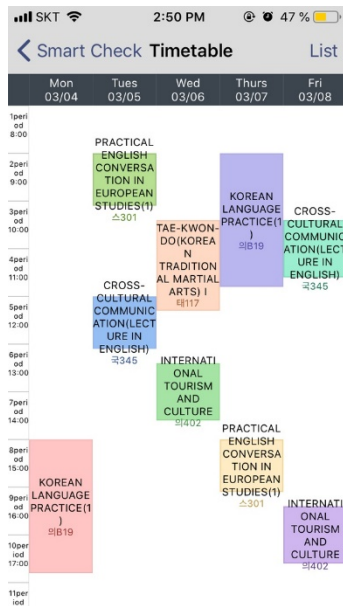 SKT 2:50 PM 47 %
Smart Check Timetable List
Mon Tues Wed Thurs Fri
03/04 03/05 03/06 03/07 03/08
1peri
od
8:00
2peri
od
9:00
3peri
od
10:00
4peri
od
11:00
5peri
od
12:00
6peri
od
13:00
7peri
od
14:00
8peri
od
15:00
9peri
od
16:00
10per
iod
17:00
11per
iod
KOREAN
LANGUAGE
PRACTICE(1
)
의B19
PRACTICAL
ENGLISH
CONVERSA
TION IN
EUROPEAN
STUDIES(1)
스301
CROSS-
CULTURAL
COMMUNIC
ATION(LECT
URE IN
ENGLISH)
국345
TAE-KWON-
DO(KOREA
N
TRADITION
AL MARTIAL
ARTS) I
태117
INTERNATI
ONAL
TOURISM
AND
CULTURE
의402
KOREAN
LANGUAGE
PRACTICE(1
)
의B19
PRACTICAL
ENGLISH
CONVERSA
TION IN
EUROPEAN
STUDIES(1)
스301
CROSS-
CULTURAL
COMMUNIC
ATION(LECT
URE IN
ENGLISH)
국345
INTERNATI
ONAL
TOURISM
AND
CULTURE
의402